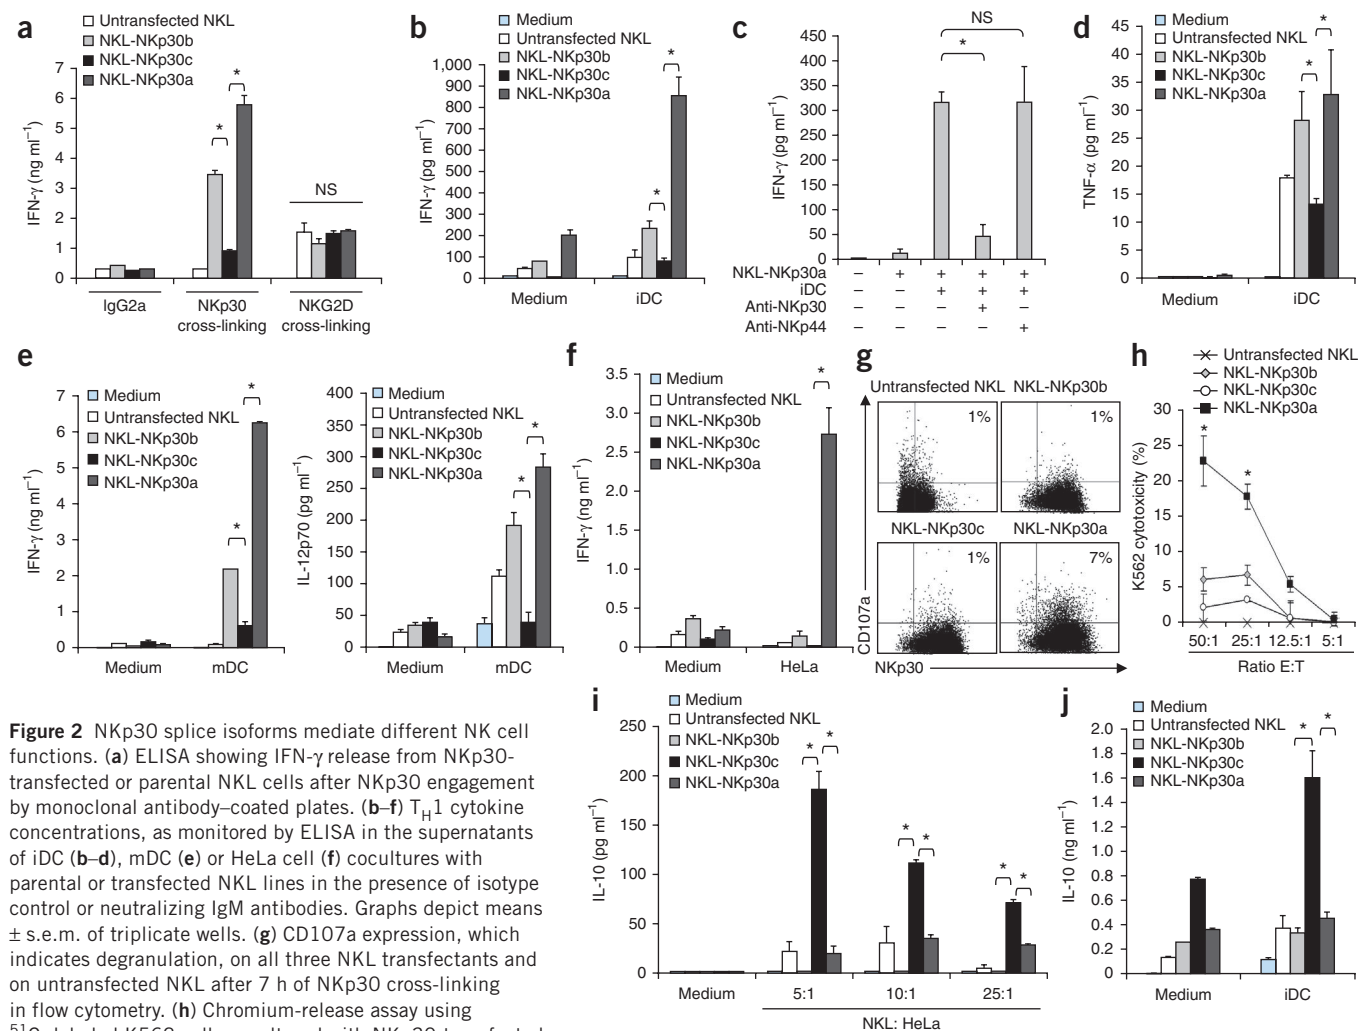 a
Untransfected NKL
NKL-NKp30b
NKL-NKp30c
NKL-NKp30a
IFN-γ (ng ml⁻¹)
7
6
5
4
3
2
1
0
*
*
NS
IgG2a
NKp30
cross-linking
NKG2D
cross-linking
b
Medium
Untransfected NKL
NKL-NKp30b
NKL-NKp30c
NKL-NKp30a
IFN-γ (pg ml⁻¹)
1,000
900
800
700
600
500
400
300
200
100
0
*
*
Medium
iDC
c
NS
*
IFN-γ (pg ml⁻¹)
450
400
350
300
250
200
150
100
50
0
NKL-NKp30a – + + + +
iDC – – + + +
Anti-NKp30 – – – + –
Anti-NKp44 – – – – +
d
Medium
Untransfected NKL
NKL-NKp30b
NKL-NKp30c
NKL-NKp30a
TNF-α (pg ml⁻¹)
45
40
35
30
25
20
15
10
5
0
*
*
Medium
iDC
e
Medium
Untransfected NKL
NKL-NKp30b
NKL-NKp30c
NKL-NKp30a
IFN-γ (ng ml⁻¹)
7
6
5
4
3
2
1
0
*
*
Medium
mDC
Medium
Untransfected NKL
NKL-NKp30b
NKL-NKp30c
NKL-NKp30a
IL-12p70 (pg ml⁻¹)
400
350
300
250
200
150
100
50
0
*
*
Medium
mDC
f
Medium
Untransfected NKL
NKL-NKp30b
NKL-NKp30c
NKL-NKp30a
IFN-γ (ng ml⁻¹)
3.5
3.0
2.5
2.0
1.5
1.0
0.5
0
*
Medium
HeLa
g
Untransfected NKL
NKL-NKp30b
1%
1%
NKL-NKp30c
NKL-NKp30a
1%
7%
CD107a
NKp30
h
Untransfected NKL
NKL-NKp30b
NKL-NKp30c
NKL-NKp30a
K562 cytotoxicity (%)
30
25
20
15
10
5
0
*
*
50:1
25:1
12.5:1
5:1
Ratio E:T
Figure 2 NKp30 splice isoforms mediate different NK cell
functions. (a) ELISA showing IFN-γ release from NKp30-
transfected or parental NKL cells after NKp30 engagement
by monoclonal antibody–coated plates. (b–f) TH1 cytokine
concentrations, as monitored by ELISA in the supernatants
of iDC (b–d), mDC (e) or HeLa cell (f) cocultures with
parental or transfected NKL lines in the presence of isotype
control or neutralizing IgM antibodies. Graphs depict means
± s.e.m. of triplicate wells. (g) CD107a expression, which
indicates degranulation, on all three NKL transfectants and
on untransfected NKL after 7 h of NKp30 cross-linking
in flow cytometry. (h) Chromium-release assay using
i
Medium
Untransfected NKL
NKL-NKp30b
NKL-NKp30c
NKL-NKp30a
IL-10 (pg ml⁻¹)
250
200
150
100
50
0
*
*
*
*
*
*
Medium
5:1
10:1
25:1
NKL: HeLa
j
Medium
Untransfected NKL
NKL-NKp30b
NKL-NKp30c
NKL-NKp30a
IL-10 (ng ml⁻¹)
2.0
1.8
1.6
1.4
1.2
1.0
0.8
0.6
0.4
0.2
0
*
*
Medium
iDC